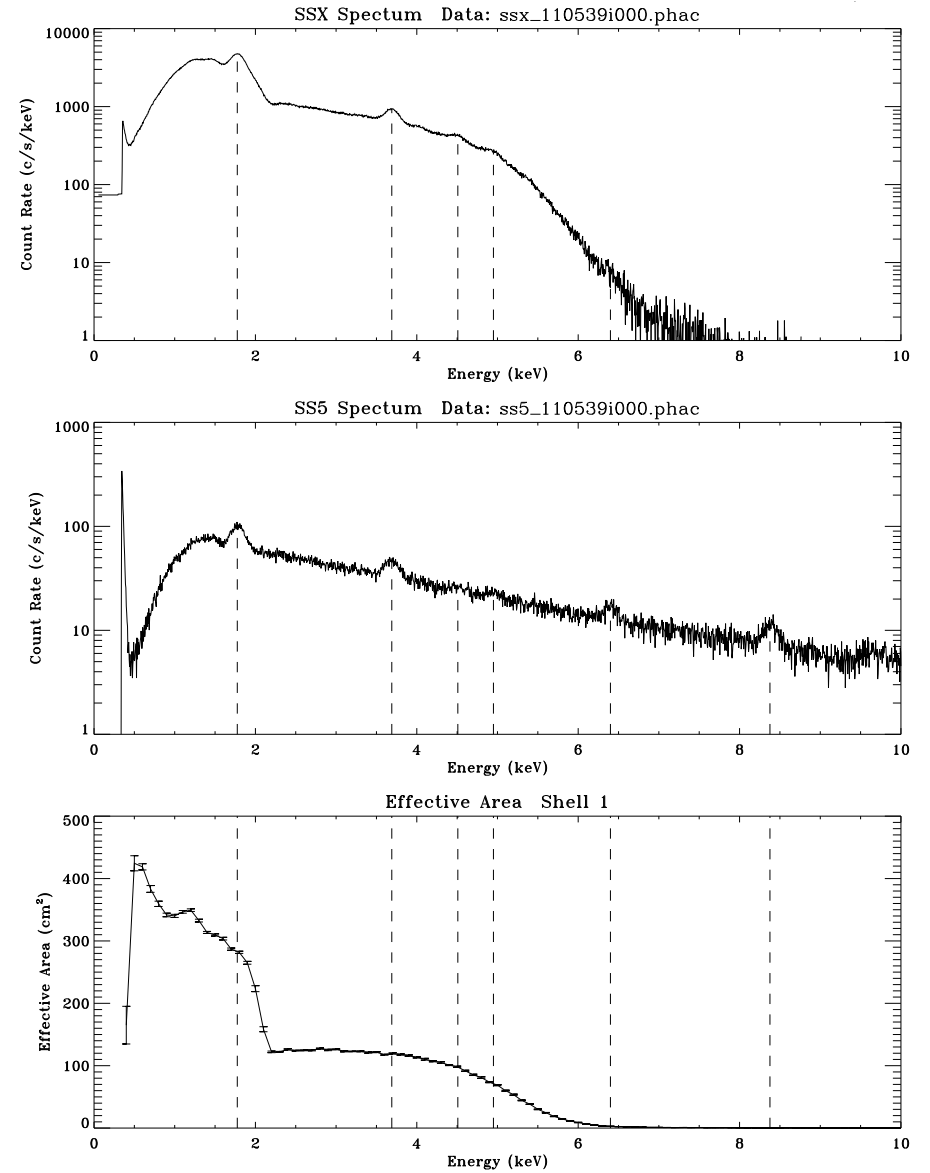 SSX Spectum Data: ssx_110539i000.phac
10000
1000
100
10
1
Count Rate (c/s/keV)
0 2 4 6 8 10
Energy (keV)
SS5 Spectum Data: ss5_110539i000.phac
1000
100
10
1
Count Rate (c/s/keV)
0 2 4 6 8 10
Energy (keV)
Effective Area Shell 1
500
400
300
200
100
0
Effective Area (cm²)
0 2 4 6 8 10
Energy (keV)